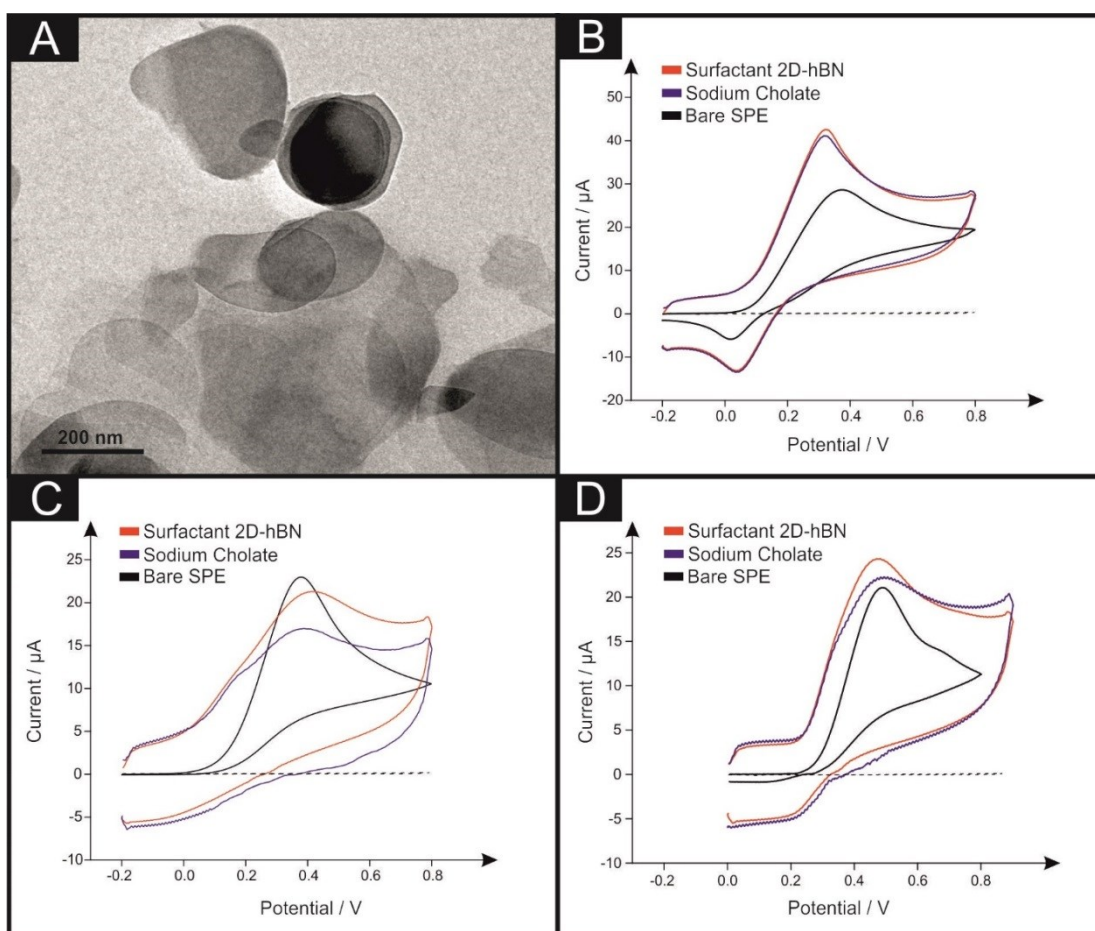 A
200 nm
B
Surfactant 2D-hBN
Sodium Cholate
Bare SPE
50
40
30
20
10
0
-10
-20
Current / µA
-0.2 0.0 0.2 0.4 0.6 0.8
Potential / V
C
Surfactant 2D-hBN
Sodium Cholate
Bare SPE
25
20
15
10
5
0
-5
-10
Current / µA
-0.2 0.0 0.2 0.4 0.6 0.8
Potential / V
D
Surfactant 2D-hBN
Sodium Cholate
Bare SPE
25
20
15
10
5
0
-5
-10
Current / µA
-0.2 0.0 0.2 0.4 0.6 0.8
Potential / V